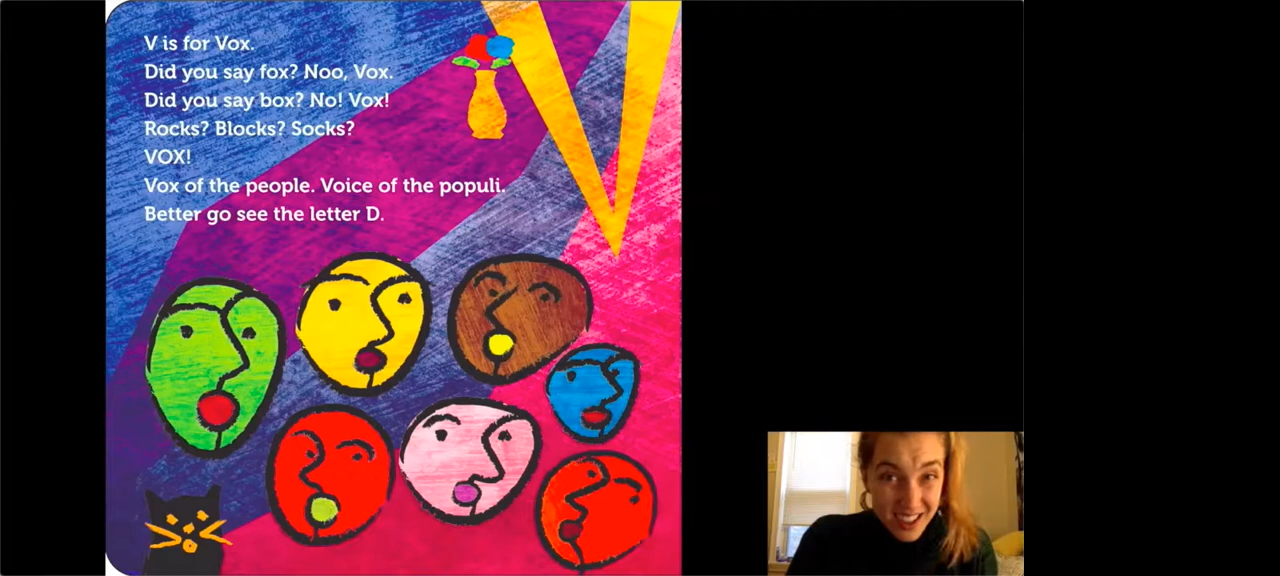 V is for Vox.
Did you say fox? Noo, Vox.
Did you say box? No! Vox!
Rocks? Blocks? Socks?
VOX!
Vox of the people. Voice of the populi.
Better go see the letter D.
V